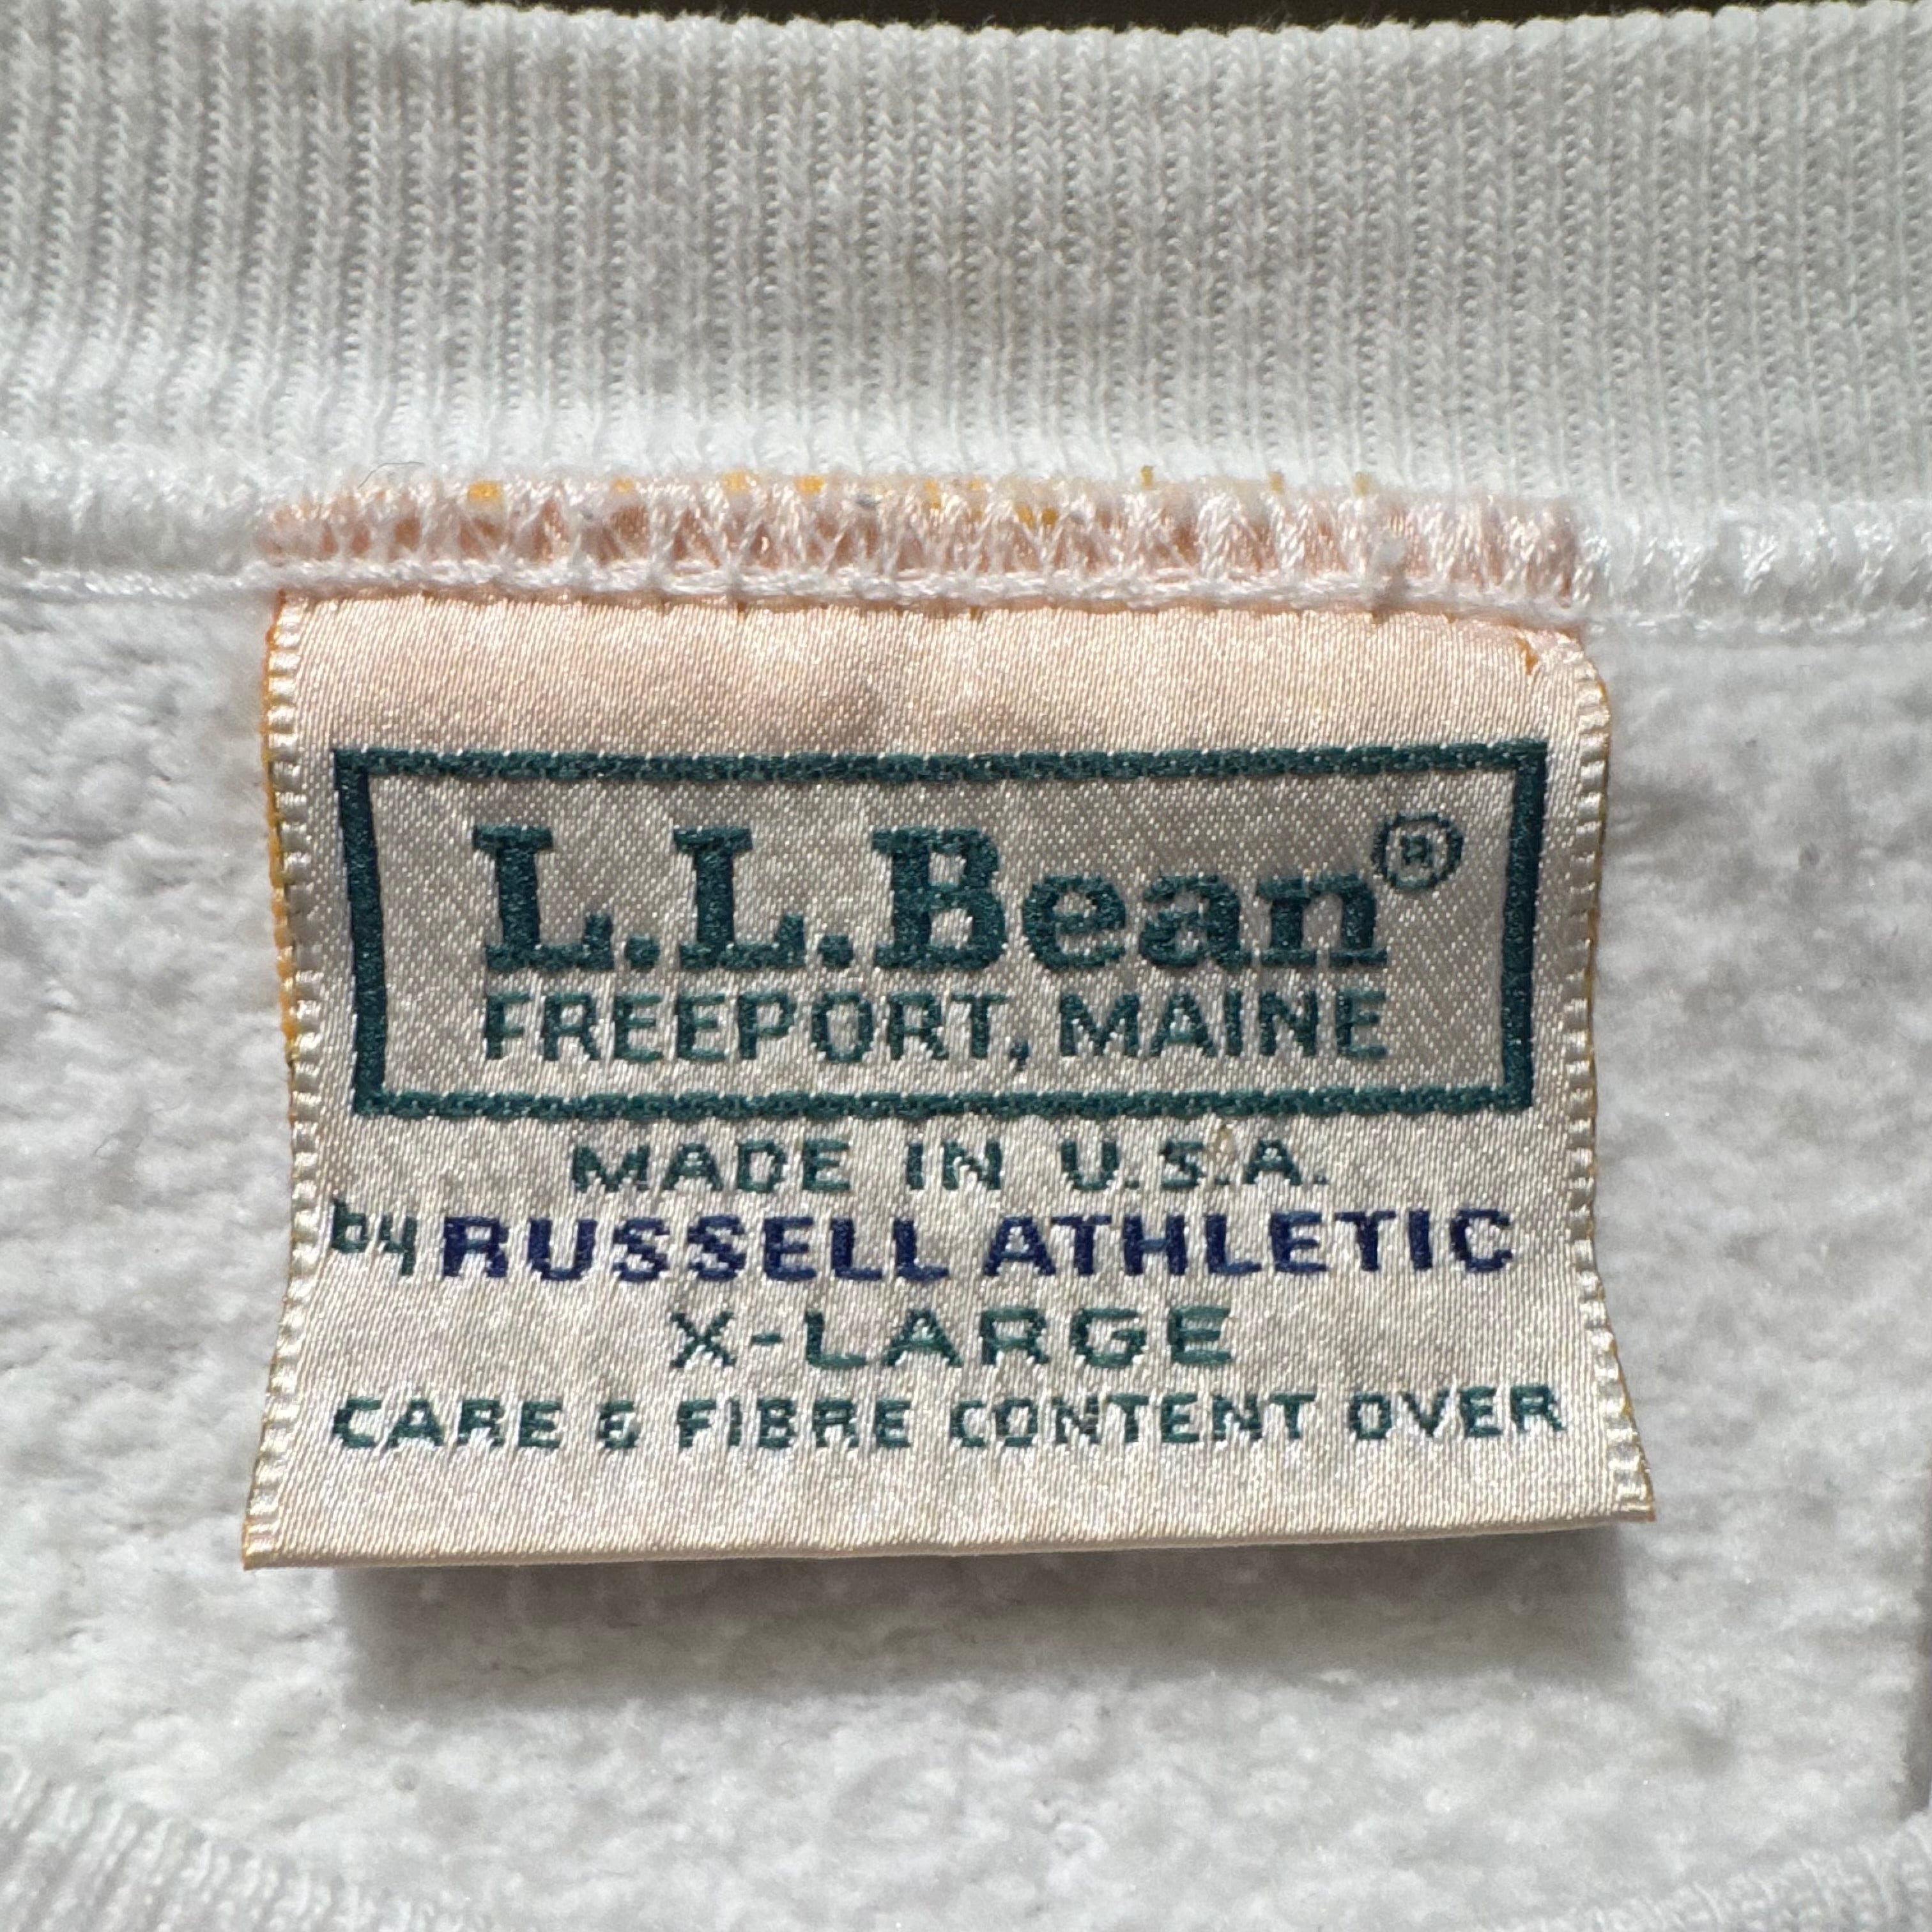 L.L.Bean®
FREEPORT, MAINE
MADE IN U.S.A.
by RUSSELL ATHLETIC
X-LARGE
CARE & FIBRE CONTENT OVER